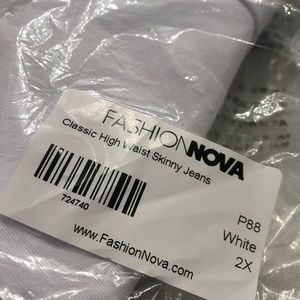 FASHIONNOVA
Classic High Waist Skinny Jeans
724740
P88
White
2X
www.FashionNova.com